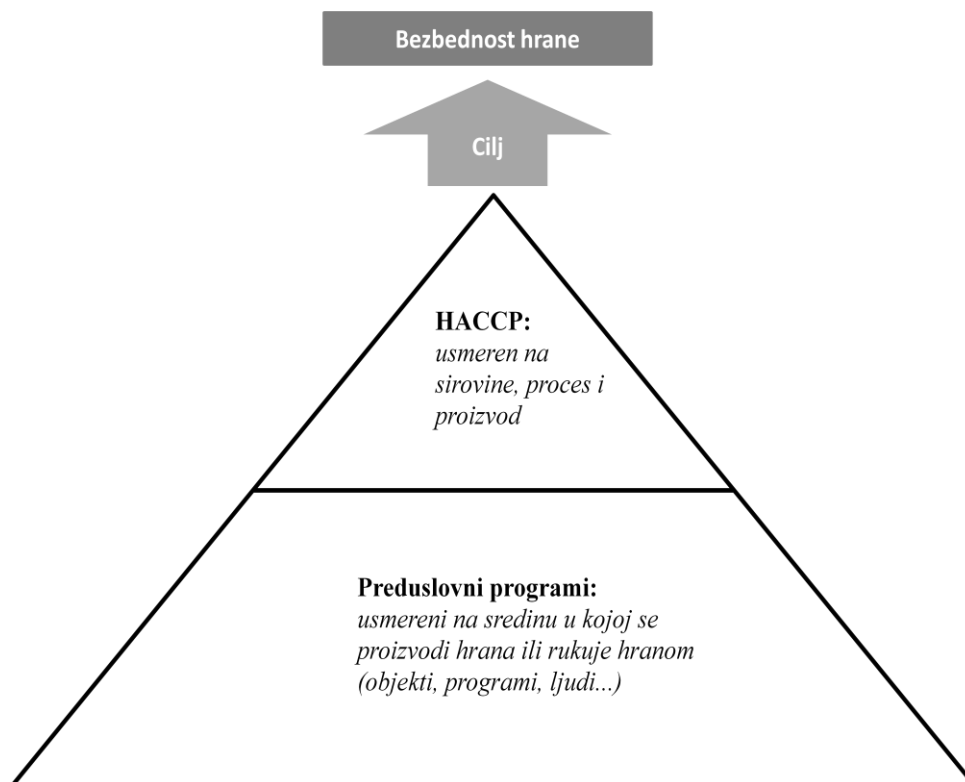 Bezbednost hrane
Cilj
HACCP:
usmeren na
sirovine, proces i
proizvod
Preduslovni programi:
usmereni na sredinu u kojoj se
proizvodi hrana ili rukuje hranom
(objekti, programi, ljudi...)